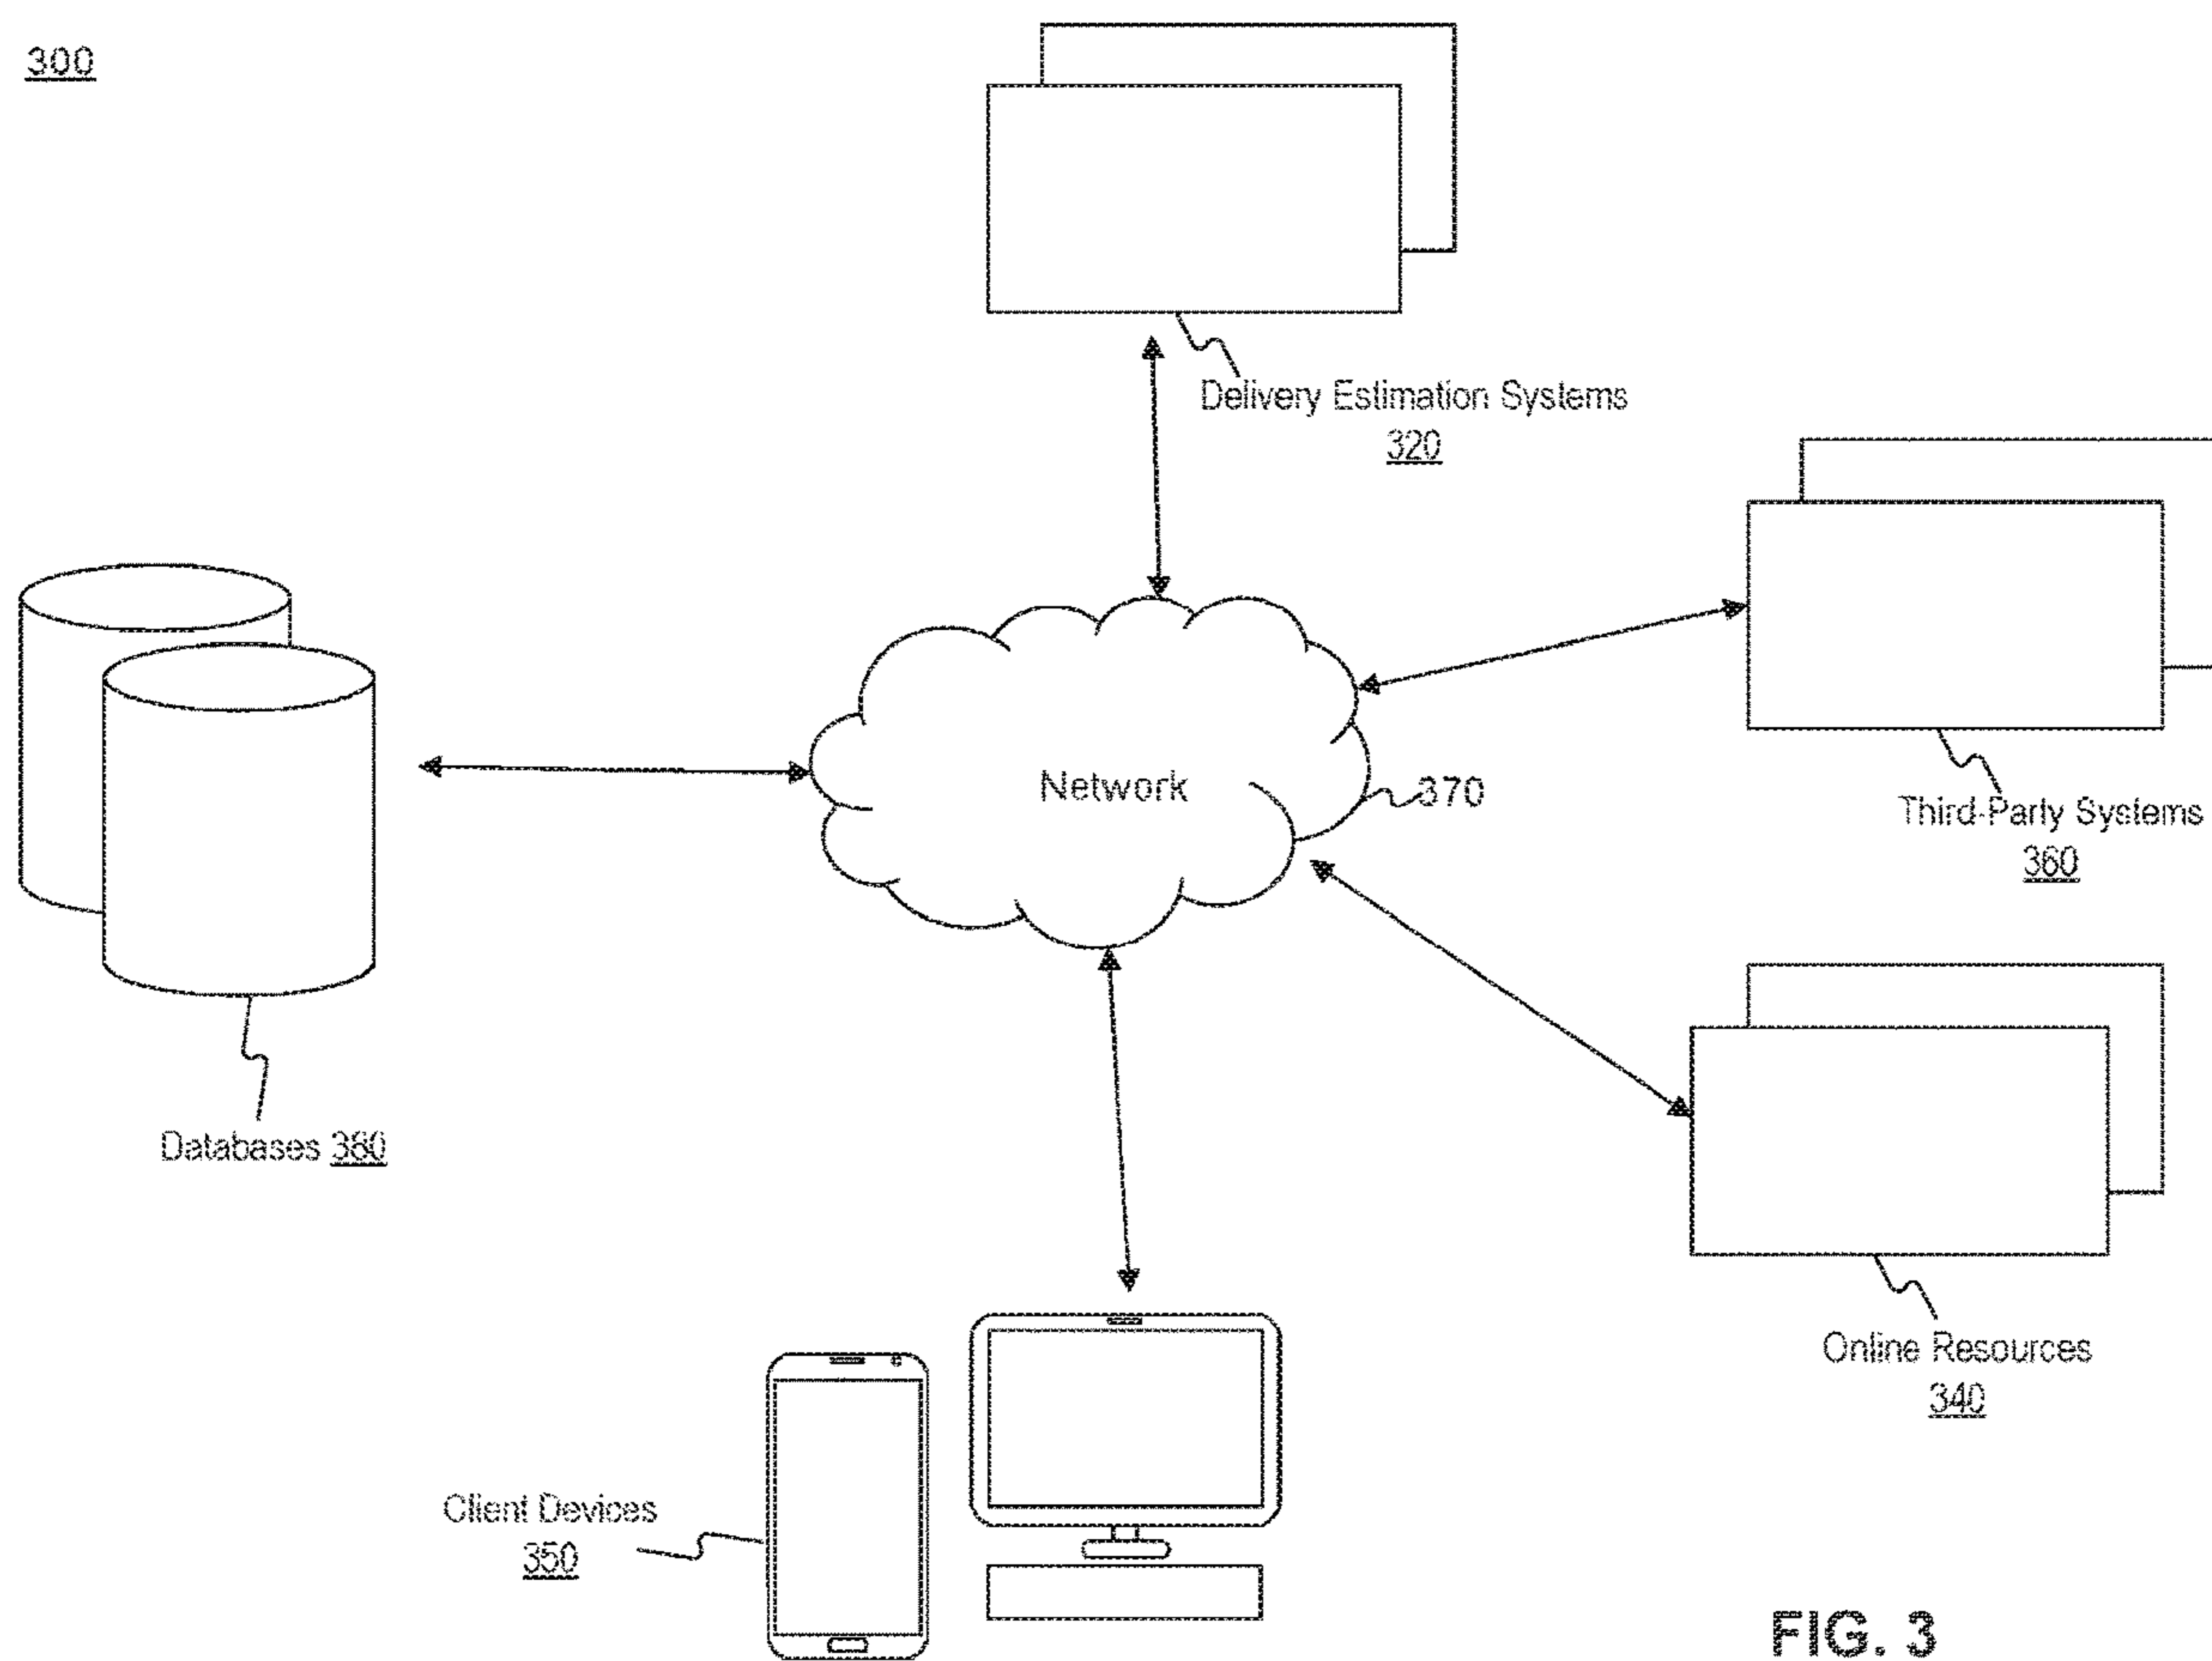 300
Delivery Estimation Systems
320
Network
370
Third-Party Systems
360
Databases 380
Online Resources
340
Client Devices
350
FIG. 3